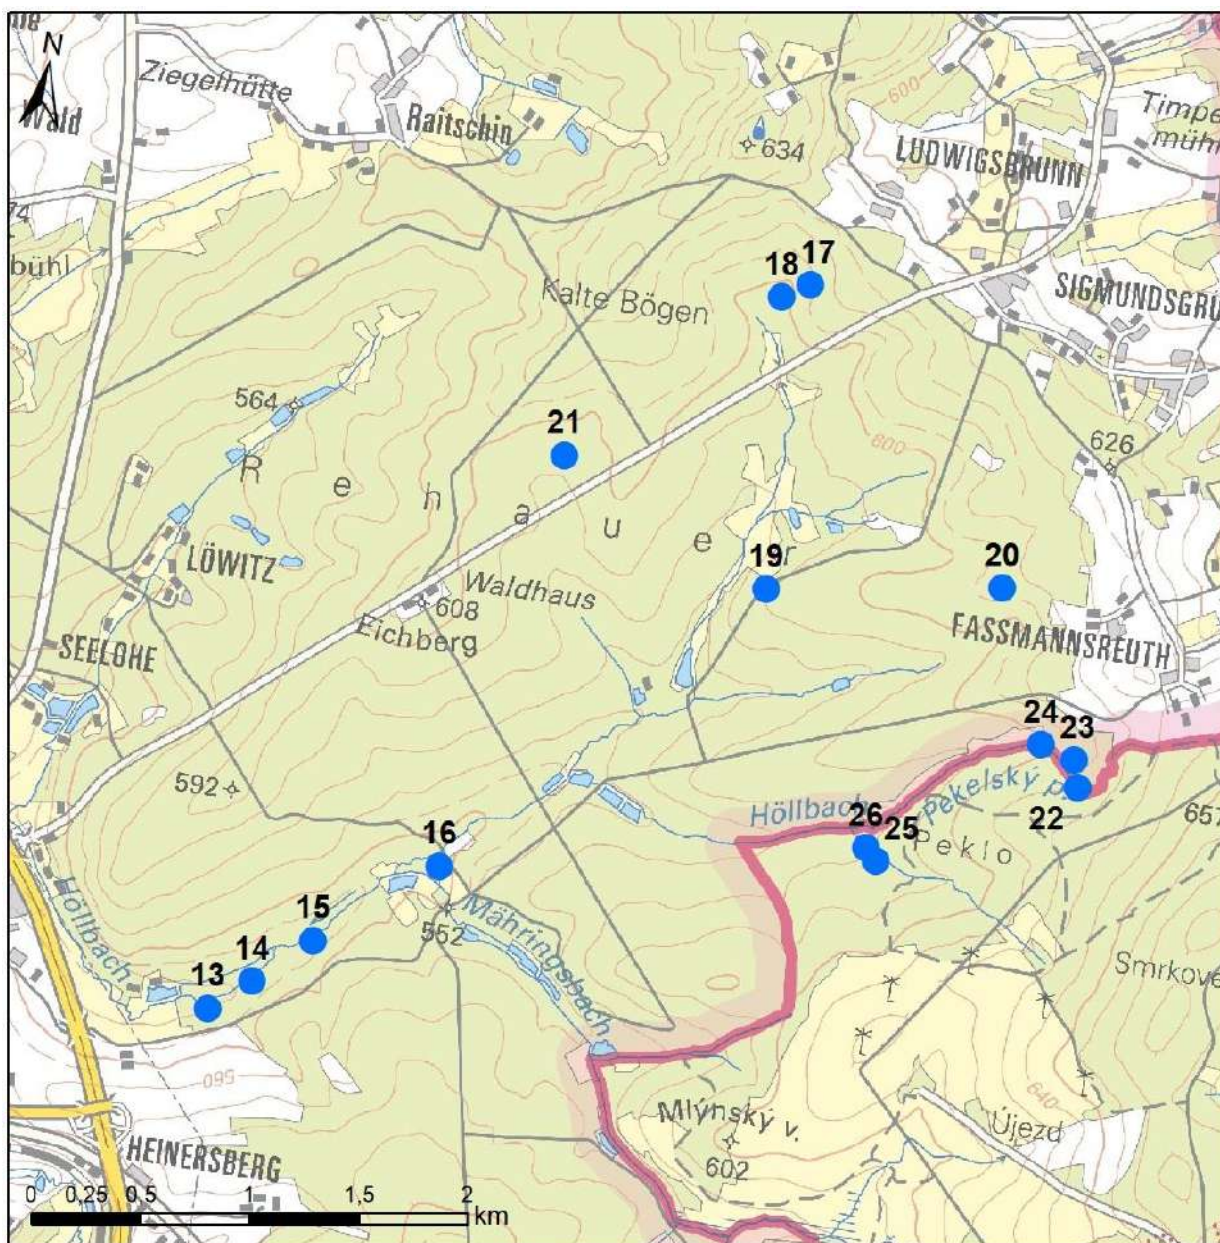 N
Ziegelhütte
Wald
Raitschin
634
600
Timpe
mühl
LUDWIGSBRUNN
74
bühl
18 17
Kalte Bögen
SIGMUNDSGRU
564
21
600
626
R e h a u e r
LÖWITZ
19
20
Waldhaus
608
Eichberg
FASSMANNSREUTH
SEELOHE
24
23
592
Höllbach
Pekelský p.
22
657
26
25
Peklo
16
15
552
Mähringsbach
Höllbach
14
13
Smrkove
560
640
Mlýnský v.
Újezd
602
HEINERSBERG
0 0,25 0,5 1 1,5 2
km